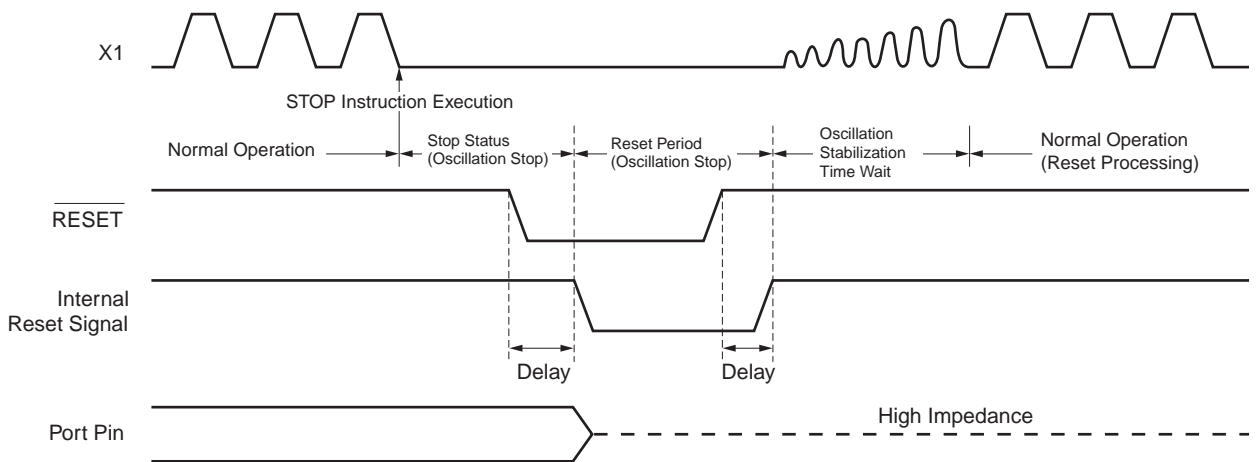 X1
STOP Instruction Execution
Normal Operation
Stop Status
(Oscillation Stop)
Reset Period
(Oscillation Stop)
Oscillation
Stabilization
Time Wait
Normal Operation
(Reset Processing)
RESET
Internal
Reset Signal
Delay
Delay
Port Pin
High Impedance